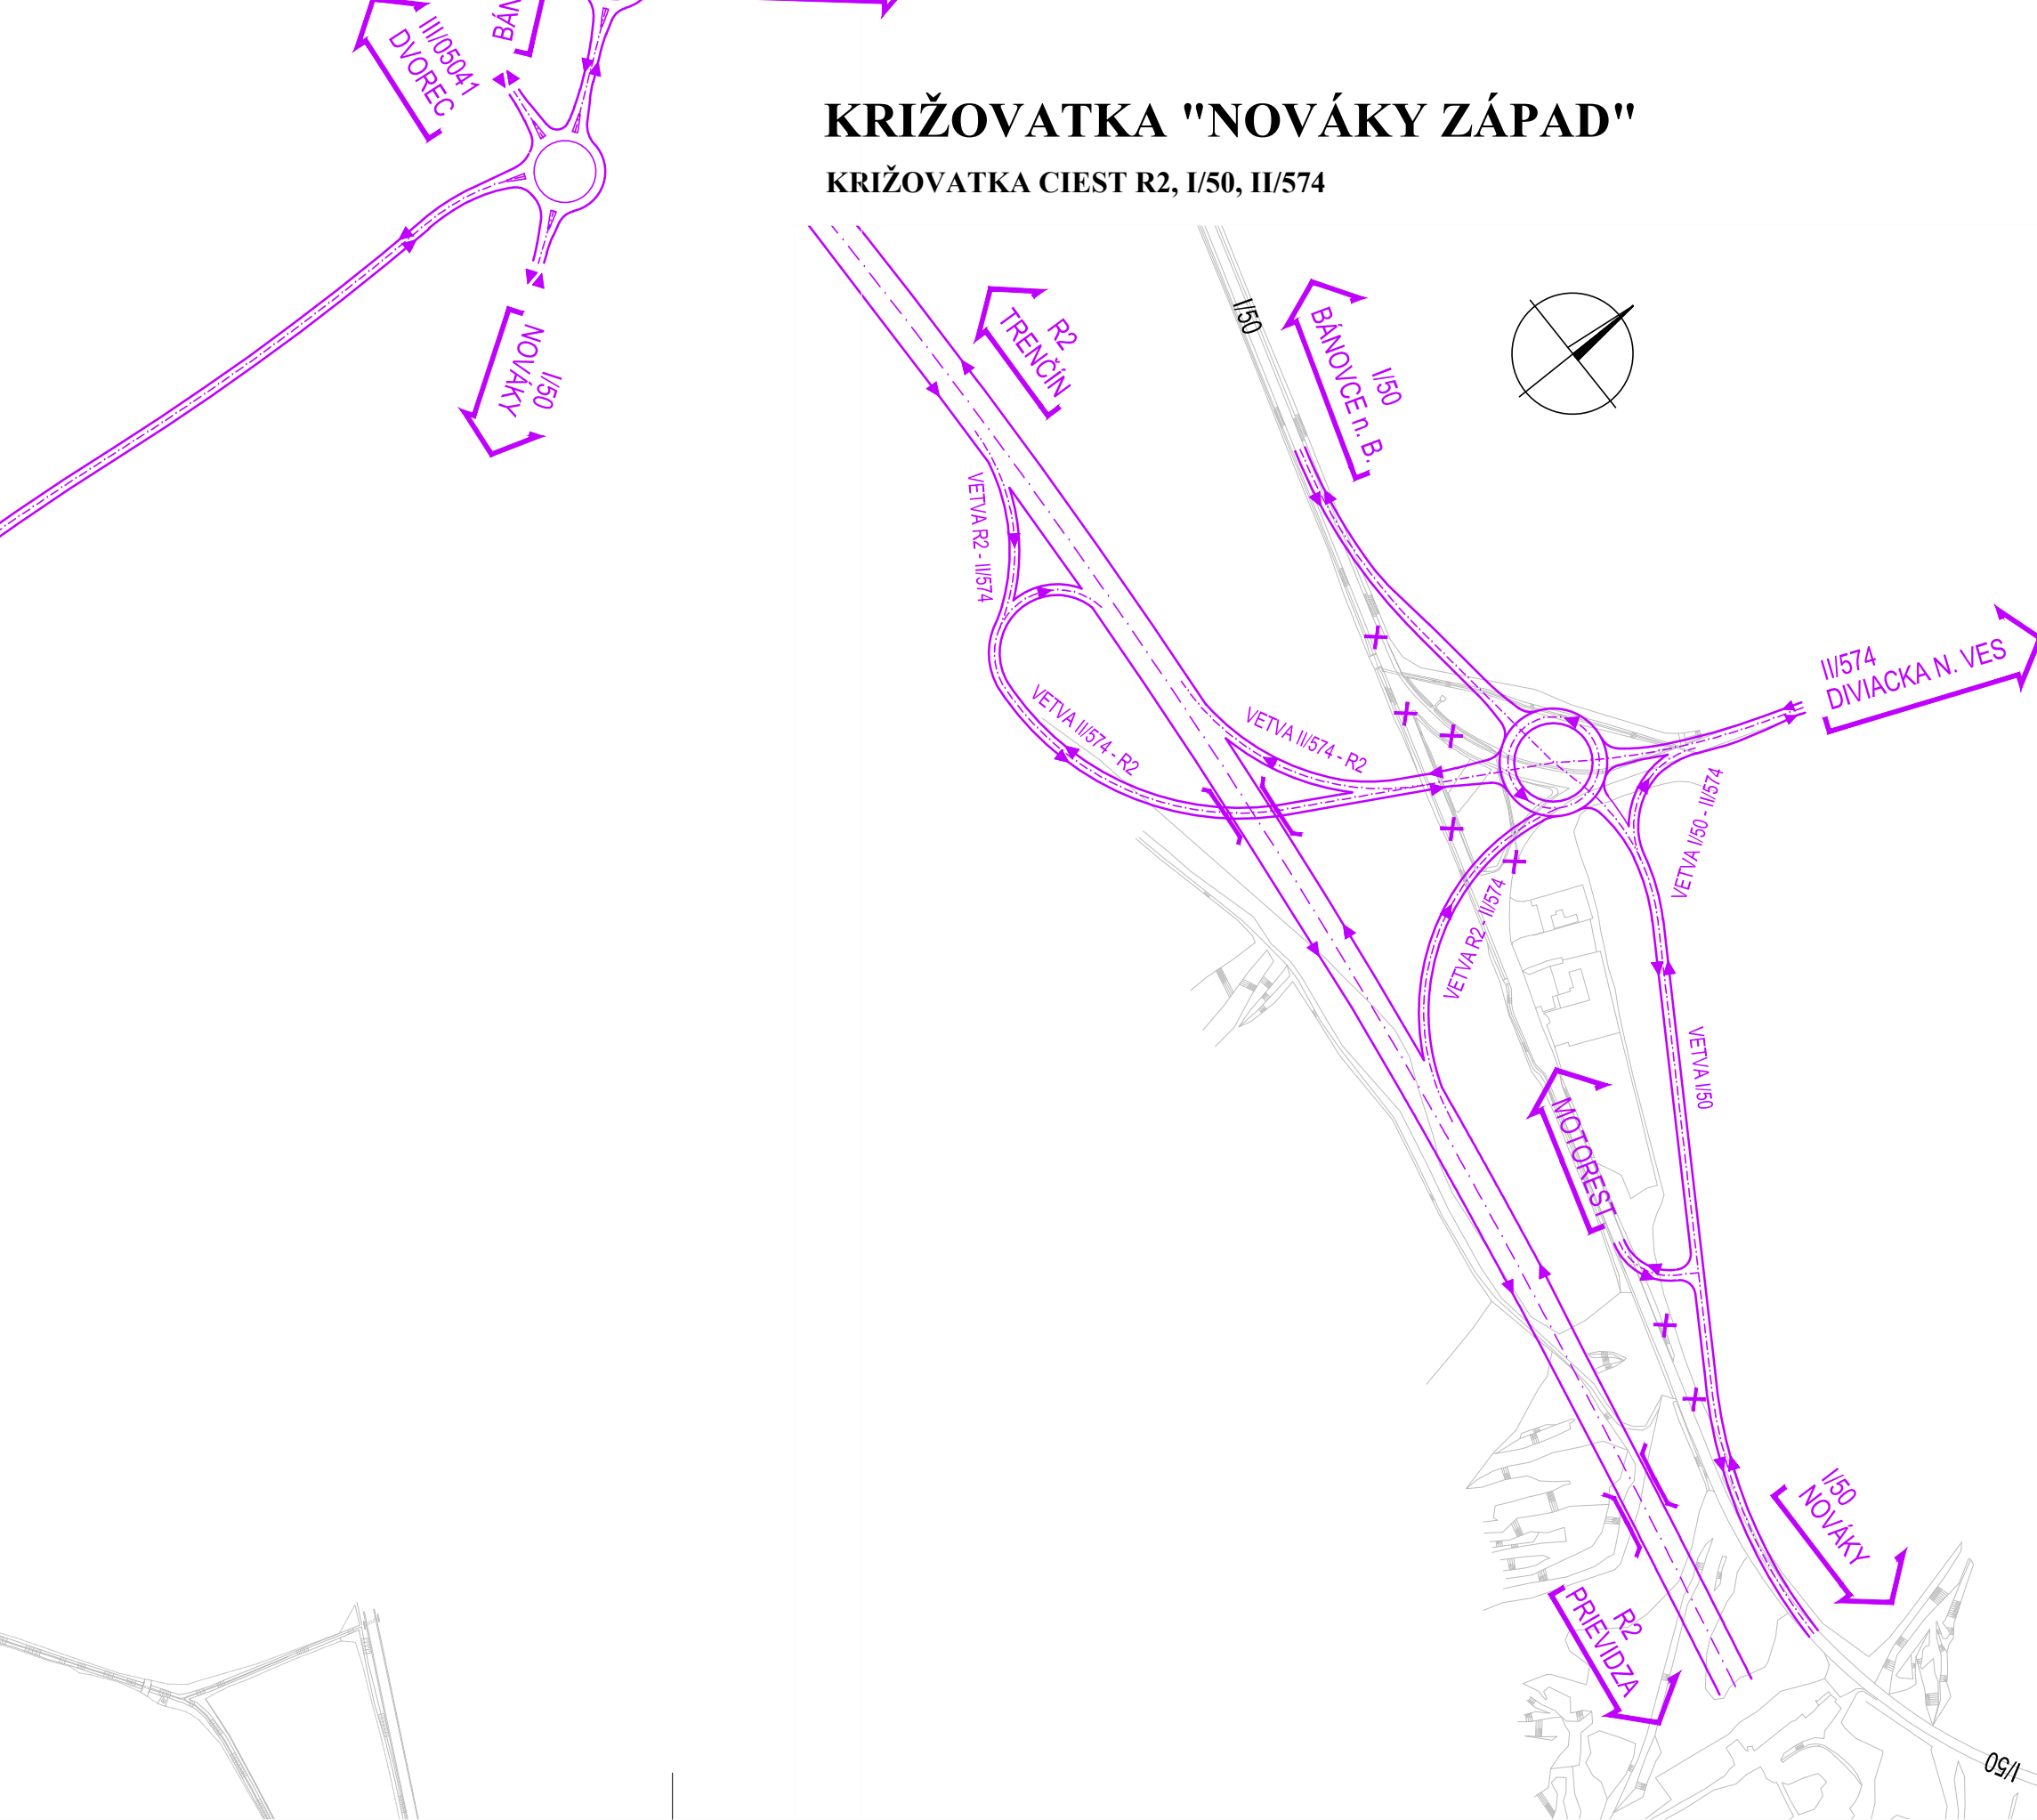 III/05041
DVOREC
BÁN
I/50
NOVÁKY
KRIŽOVATKA "NOVÁKY ZÁPAD"
KRIŽOVATKA CIEST R2, I/50, II/574
R2
TRENČÍN
I/50
I/50
BÁNOVCE n. B.
VETVA R2 - II/574
VETVA II/574 - R2
VETVA II/574 - R2
II/574
DIVIACKA N. VES
VETVA I/50 - II/574
VETVA R2 - II/574
VETVA I/50
MOTOREST
I/50
NOVÁKY
R2
PRIEVIDZA
I/50